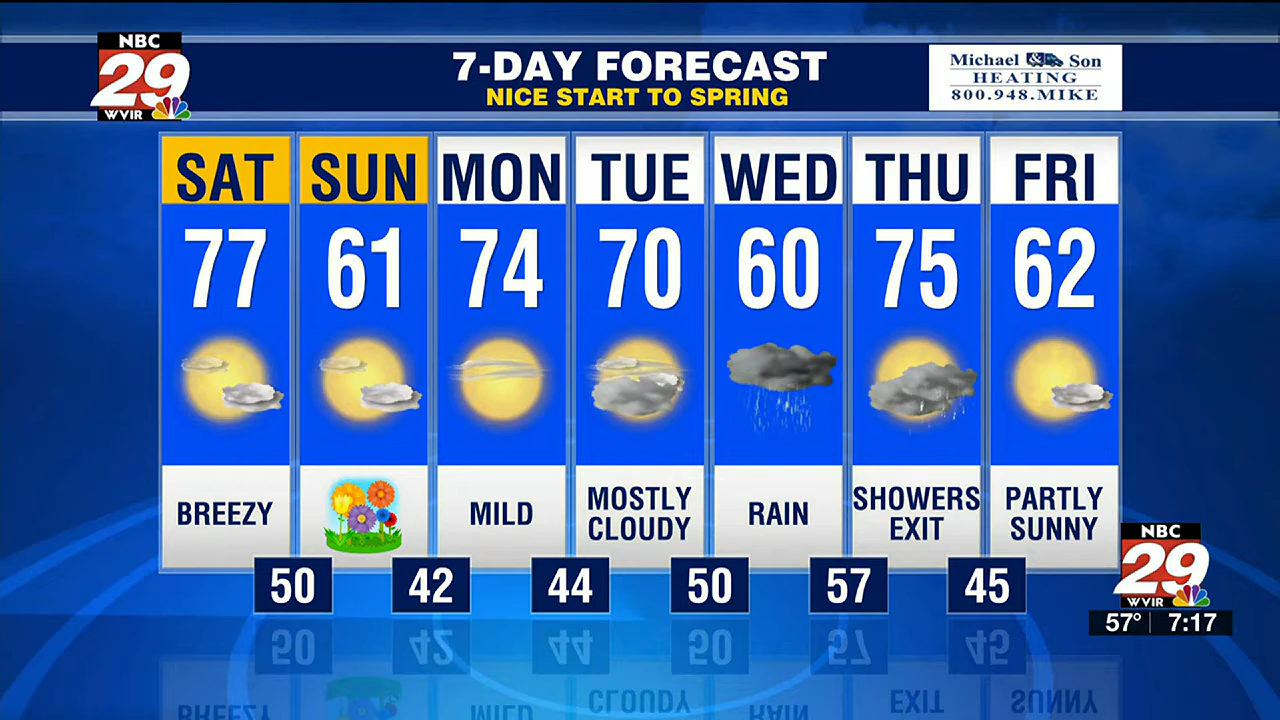 NBC
29
WVIR
7-DAY FORECAST
NICE START TO SPRING
Michael & Son
HEATING
800.948.MIKE
SAT SUN MON TUE WED THU FRI
77 61 74 70 60 75 62
BREEZY
MILD
MOSTLY
CLOUDY
RAIN
SHOWERS
EXIT
PARTLY
SUNNY
50 42 44 50 57 45
NBC
29
WVIR
57° 7:17